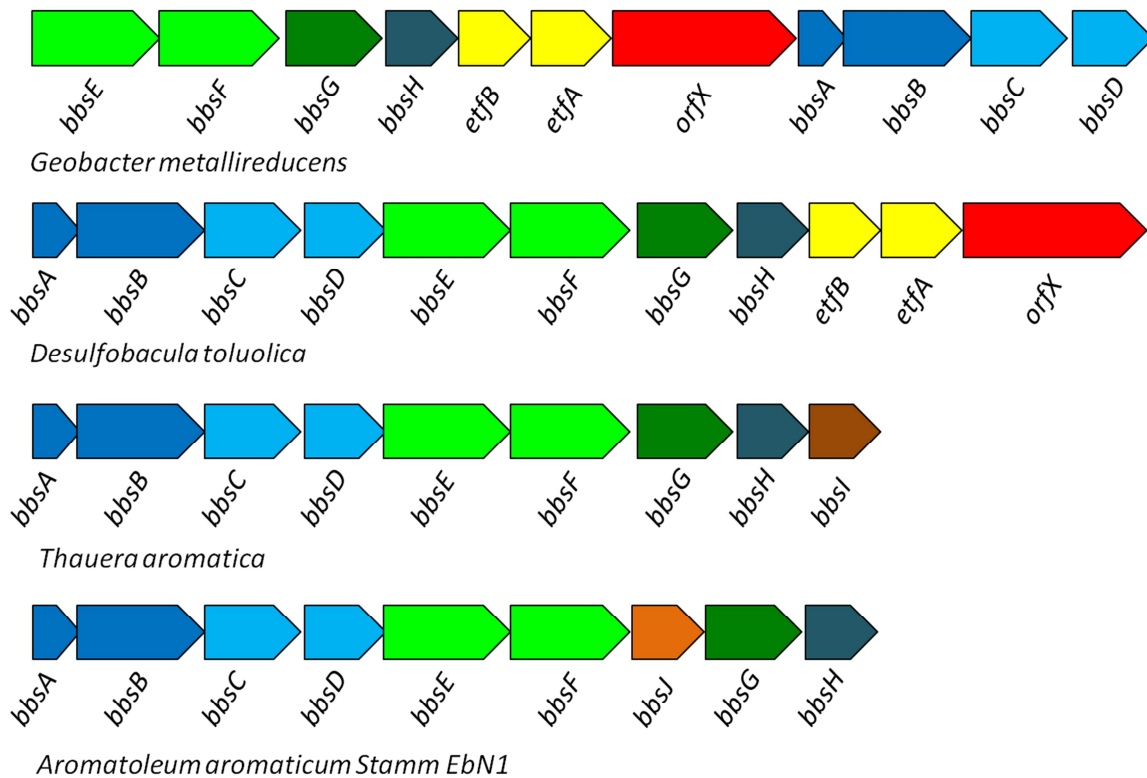 bbsE bbsF bbsG bbsH etfB etfA orfX bbsA bbsB bbsC bbsD
Geobacter metallireducens
bbsA bbsB bbsC bbsD bbsE bbsF bbsG bbsH etfB etfA orfX
Desulfobacula toluolica
bbsA bbsB bbsC bbsD bbsE bbsF bbsG bbsH bbsI
Thauera aromatica
bbsA bbsB bbsC bbsD bbsE bbsF bbsJ bbsG bbsH
Aromatoleum aromaticum Stamm EbN1